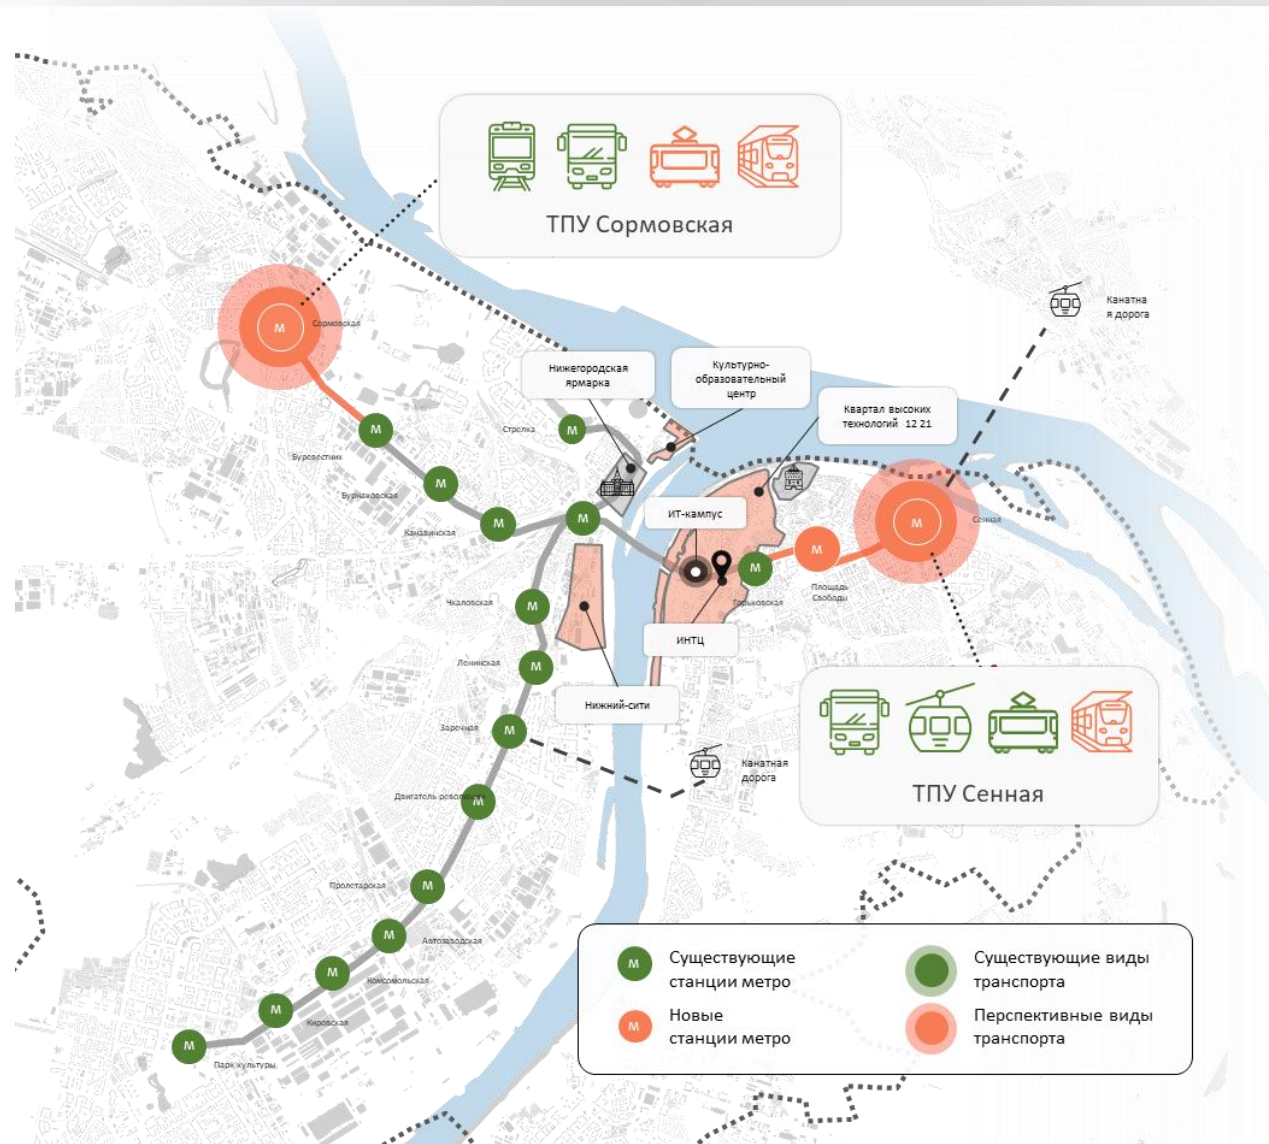 ТПУ Сормовская
Канатна
я дорога
М
Сормовская
Нижегородская
ярмарка
Культурно-
образовательный
центр
Квартал высоких
технологий 12 21
Стрелка
М
М
Буревестник
М
Бурнаковская
М
Канавинская
М
ИТ-кампус
М
Сенная
М
Площадь
Свободы
М
Горьковская
Чкаловская
М
ИНТЦ
Ленинская
М
Нижний-сити
Заречная
М
Канатная
дорога
ТПУ Сенная
Двигатель революции
М
Пролетарская
М
М
Автозаводская
М
Комсомольская
М
Кировская
М
Парк культуры
М
Существующие
станции метро
Существующие виды
транспорта
М
Новые
станции метро
Перспективные виды
транспорта